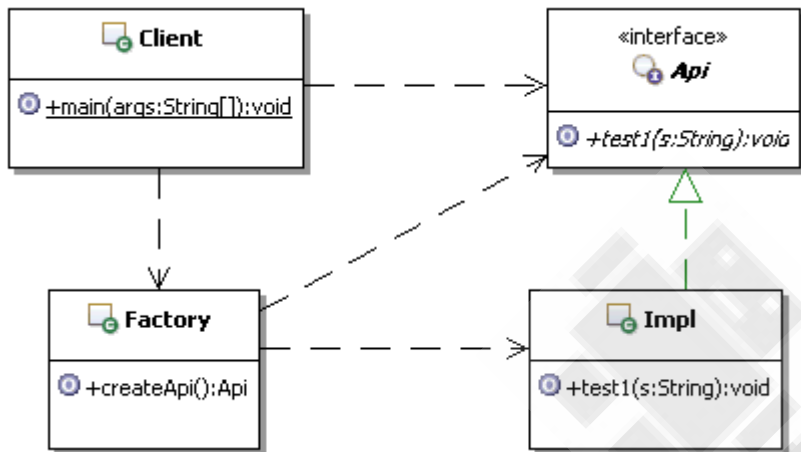 Client
+main(args:String[]):void
«interface»
Api
+test1(s:String):void
Factory
+createApi():Api
Impl
+test1(s:String):void